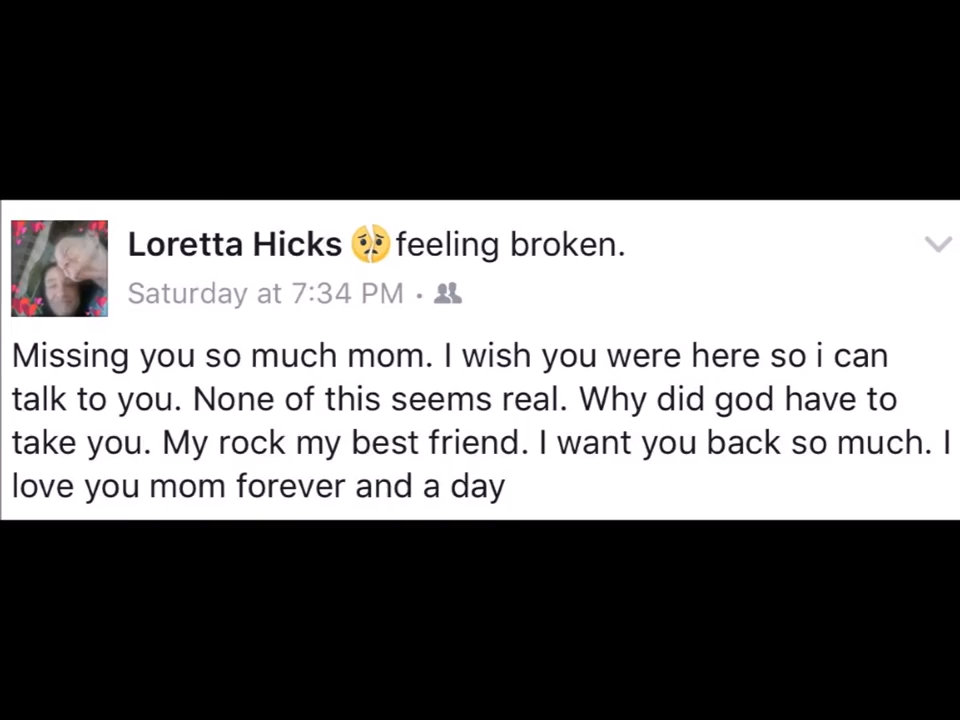 Loretta Hicks feeling broken.
Saturday at 7:34 PM ·
Missing you so much mom. I wish you were here so i can
talk to you. None of this seems real. Why did god have to
take you. My rock my best friend. I want you back so much. I
love you mom forever and a day